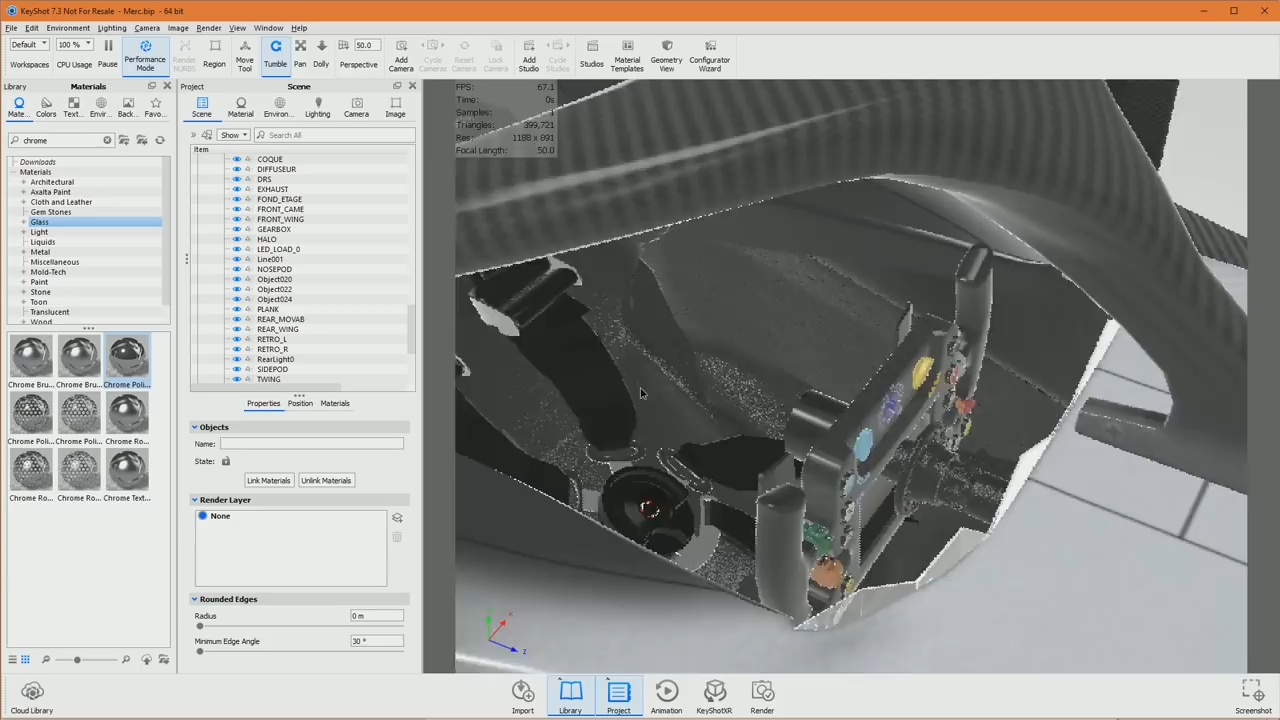 KeyShot 7.3 Not For Resale - Merc.bip - 64 bit
File Edit Environment Lighting Camera Image Render View Window Help
Default 100 % 50.0
Workspaces CPU Usage Pause Performance Mode Render NURBS Region Move Tool Tumble Pan Dolly Perspective Add Camera Cycle Cameras Reset Camera Lock Camera Add Studio Cycle Studios Studios Material Templates Geometry View Configurator Wizard
Library Materials
Mate... Colors Text... Envir... Back... Favo...
chrome
Downloads
Materials
Architectural
Axalta Paint
Cloth and Leather
Gem Stones
Glass
Light
Liquids
Metal
Miscellaneous
Mold-Tech
Paint
Stone
Toon
Translucent
Wood
Chrome Bru... Chrome Bru... Chrome Poli...
Chrome Poli... Chrome Poli... Chrome Ro...
Chrome Ro... Chrome Ro... Chrome Text...
Project Scene
Scene Material Environ... Lighting Camera Image
Show Search All
Item
COQUE
DIFFUSEUR
DRS
EXHAUST
FOND_ETAGE
FRONT_CAME
FRONT_WING
GEARBOX
HALO
LED_LOAD_0
Line001
NOSEPOD
Object020
Object022
Object024
PLANK
REAR_MOVAB
REAR_WING
RETRO_L
RETRO_R
RearLight0
SIDEPOD
TWING
Properties Position Materials
Objects
Name:
State:
Link Materials Unlink Materials
Render Layer
None
Rounded Edges
Radius 0 m
Minimum Edge Angle 30 °
FPS: 67.1
Time: 0s
Samples: 1
Triangles: 399,721
Res: 1188 x 891
Focal Length: 50.0
Y
X
Z
Cloud Library Import Library Project Animation KeyShotXR Render Screenshot